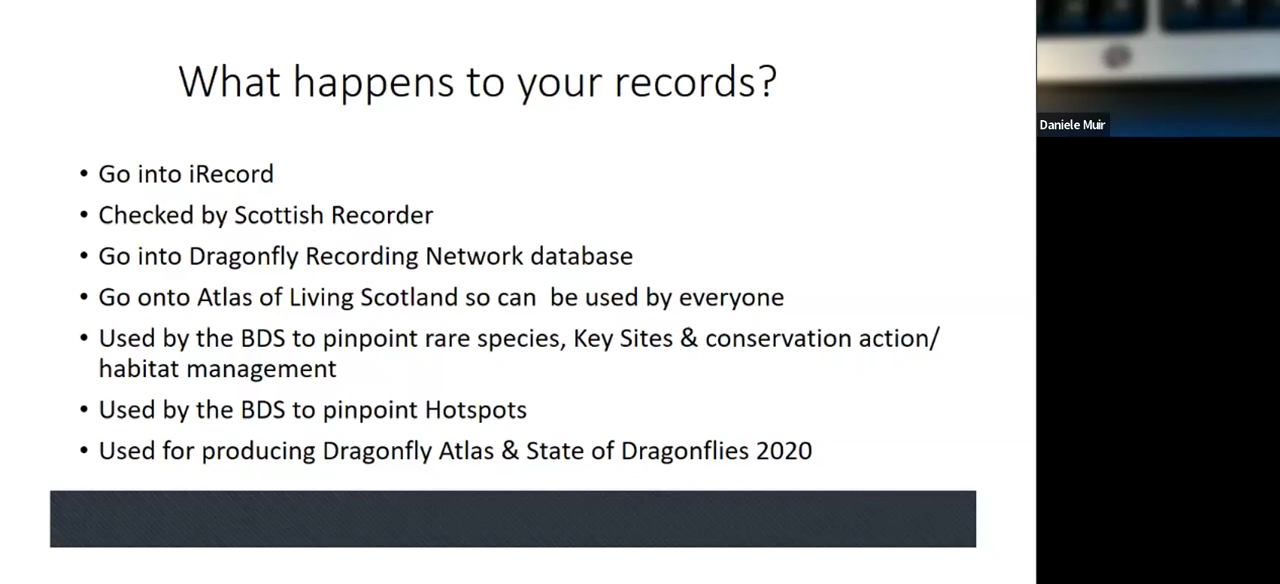 What happens to your records?
• Go into iRecord
• Checked by Scottish Recorder
• Go into Dragonfly Recording Network database
• Go onto Atlas of Living Scotland so can  be used by everyone
• Used by the BDS to pinpoint rare species, Key Sites & conservation action/
habitat management
• Used by the BDS to pinpoint Hotspots
• Used for producing Dragonfly Atlas & State of Dragonflies 2020
Daniele Muir